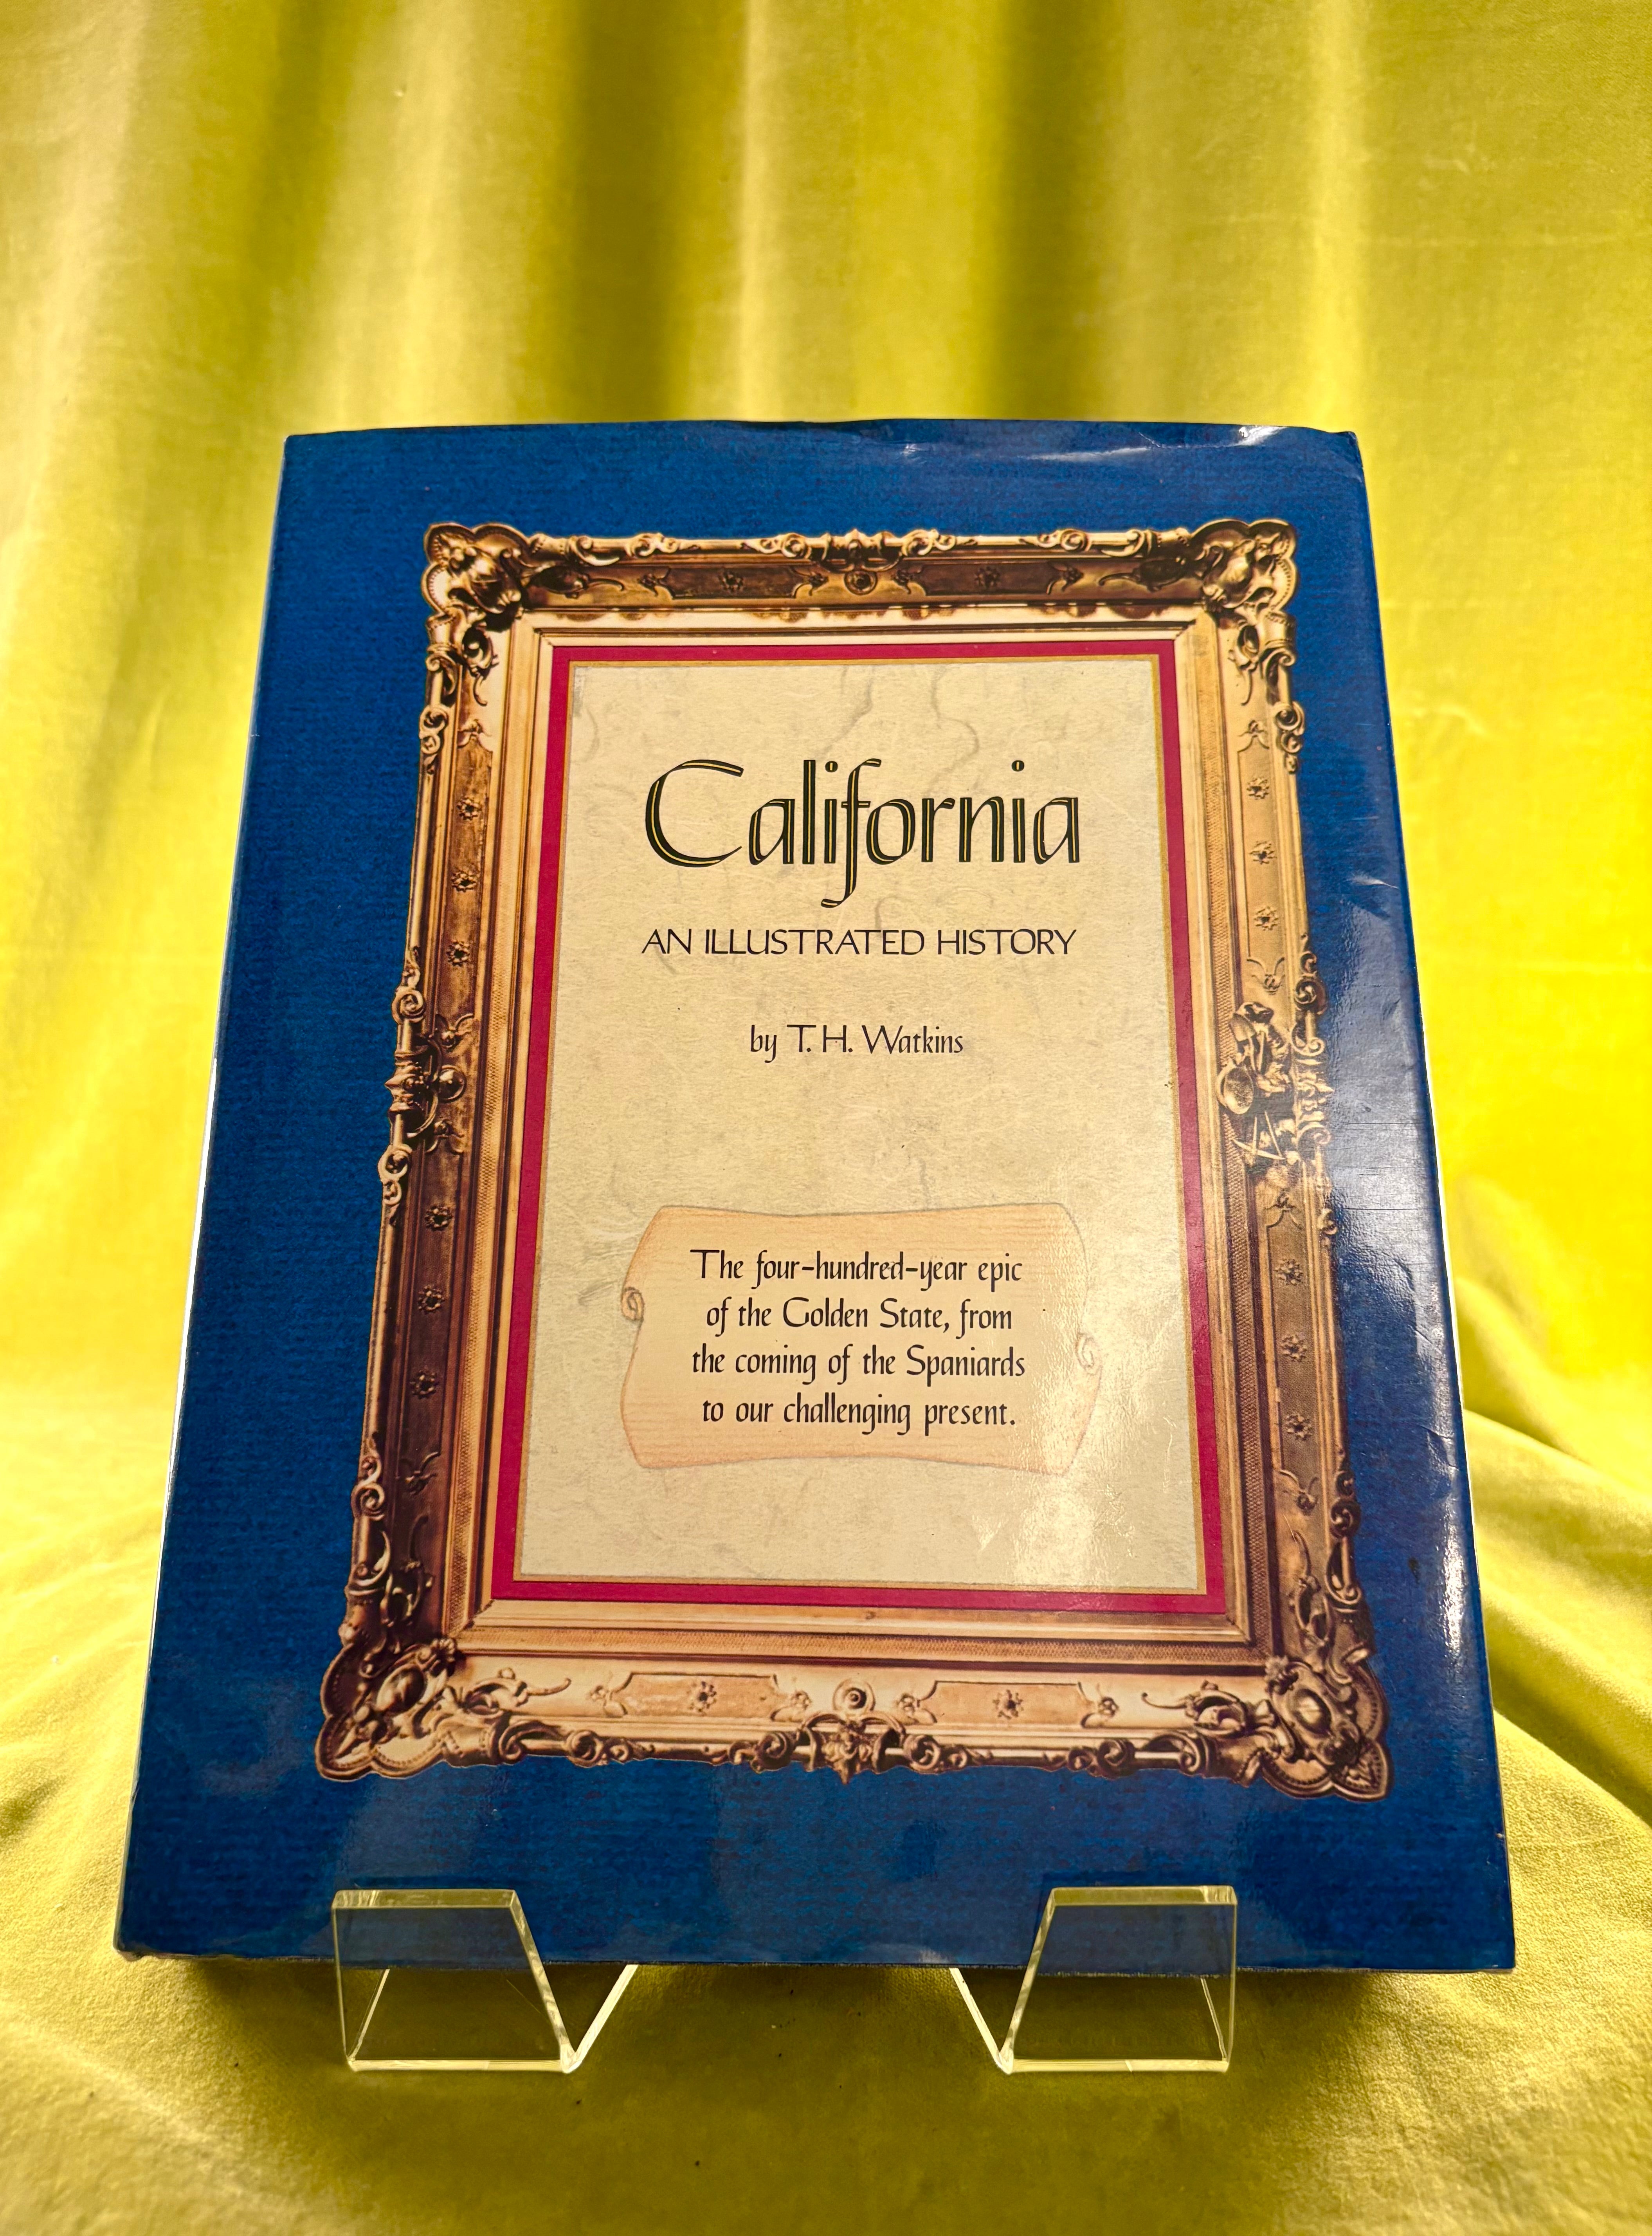 California
AN ILLUSTRATED HISTORY
by T. H. Watkins
The four-hundred-year epic
of the Golden State, from
the coming of the Spaniards
to our challenging present.